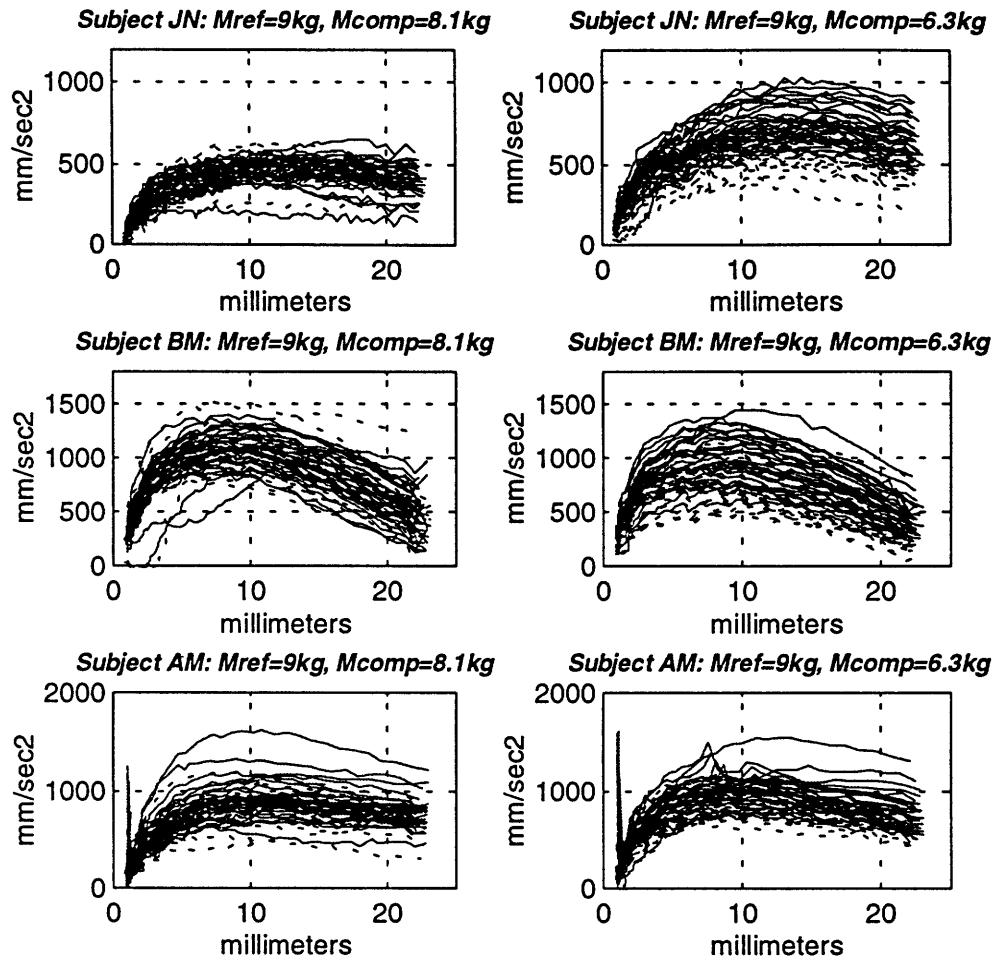 Subject JN: Mref=9kg, Mcomp=8.1kg
mm/sec2
1000
500
0
0
10
20
millimeters
Subject JN: Mref=9kg, Mcomp=6.3kg
mm/sec2
1000
500
0
0
10
20
millimeters
Subject BM: Mref=9kg, Mcomp=8.1kg
mm/sec2
1500
1000
500
0
0
10
20
millimeters
Subject BM: Mref=9kg, Mcomp=6.3kg
mm/sec2
1500
1000
500
0
0
10
20
millimeters
Subject AM: Mref=9kg, Mcomp=8.1kg
mm/sec2
2000
1000
0
0
10
20
millimeters
Subject AM: Mref=9kg, Mcomp=6.3kg
mm/sec2
2000
1000
0
0
10
20
millimeters